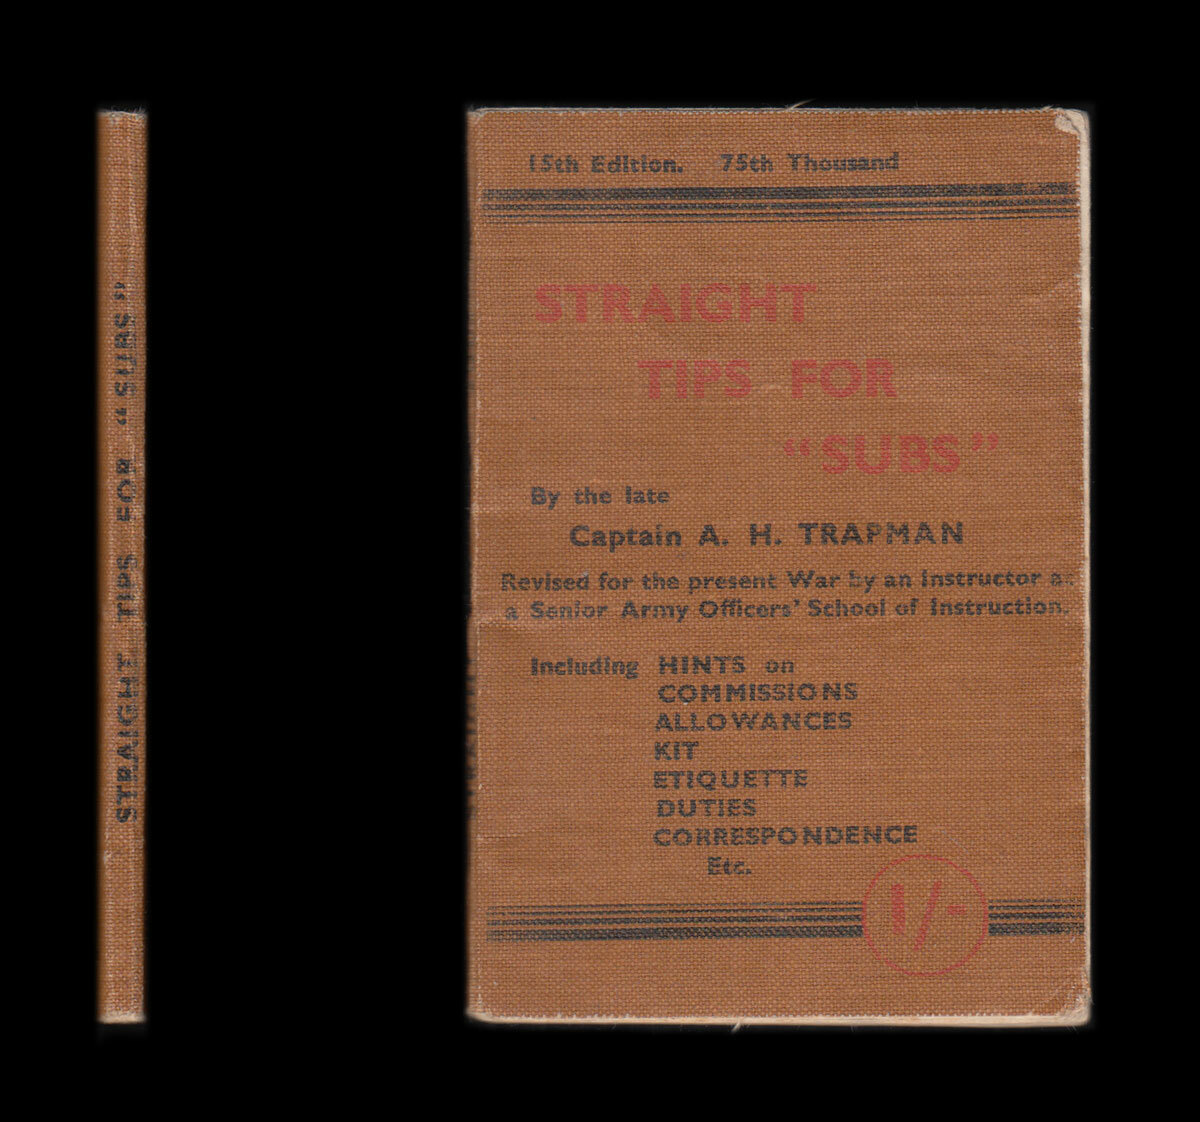 STRAIGHT TIPS FOR "SUBS"
15th Edition. 75th Thousand
STRAIGHT
TIPS FOR
"SUBS"
By the late
Captain A. H. TRAPMAN
Revised for the present War by an Instructor at
a Senior Army Officers' School of Instruction.
Including HINTS on
COMMISSIONS
ALLOWANCES
KIT
ETIQUETTE
DUTIES
CORRESPONDENCE
Etc.
1/-